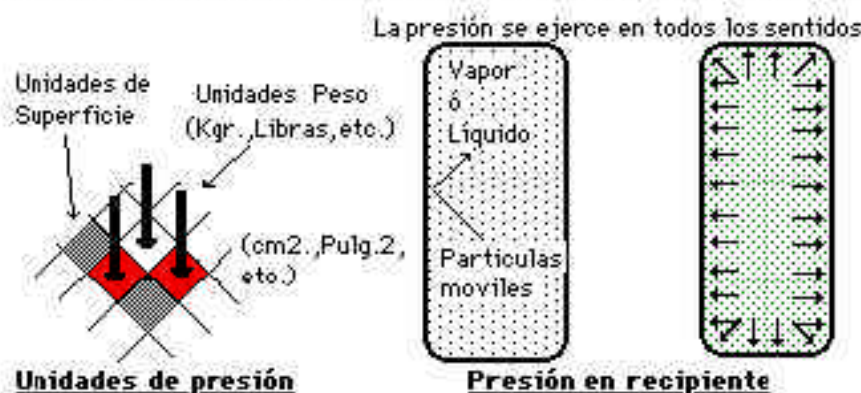 La presión se ejerce en todos los sentidos
Unidades de
Superficie
Unidades Peso
(Kgr.,Libras,etc.)
(cm2.,Pulg.2,
etc.)
Unidades de presión
Vapor
ó
Líquido
Particulas
moviles
Presión en recipiente